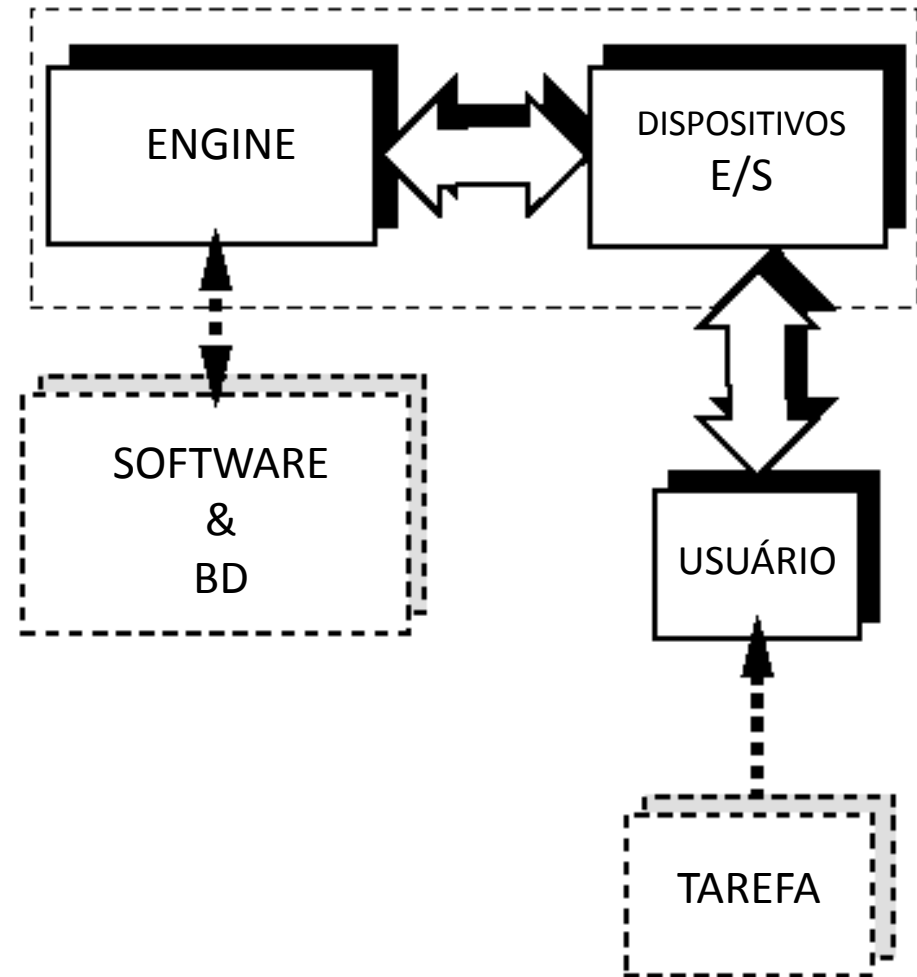 ENGINE
DISPOSITIVOS
E/S
SOFTWARE
&
BD
USUÁRIO
TAREFA